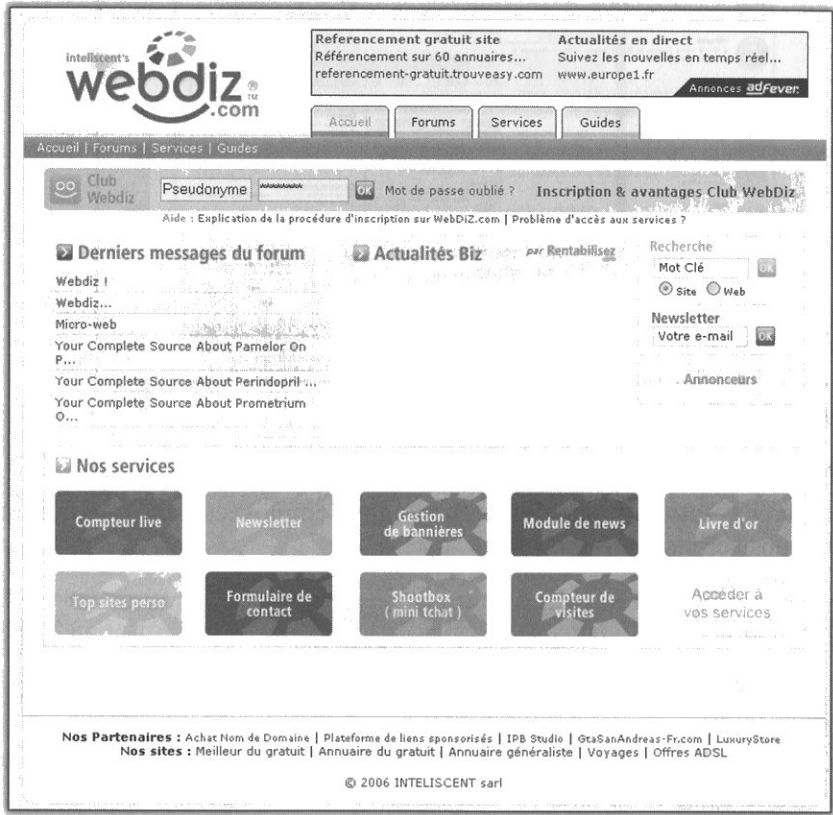 intelliscent's
webdiz
.com
Referencement gratuit site
Référencement sur 60 annuaires...
referencement-gratuit.trouveasy.com
Actualités en direct
Suivez les nouvelles en temps réel...
www.europe1.fr
Annonces adfever
Accueil Forums Services Guides
Accueil | Forums | Services | Guides
Club
Webdiz
Pseudonyme ******** OK Mot de passe oublié ? Inscription & avantages Club WebDiz
Aide : Explication de la procédure d'inscription sur WebDiZ.com | Problème d'accès aux services ?
Derniers messages du forum
Webdiz !
Webdiz...
Micro-web
Your Complete Source About Pamelor On
P...
Your Complete Source About Perindopril ...
Your Complete Source About Prometrium
O...
Actualités Biz par Rentabilisez
Recherche
Mot Clé OK
Site Web
Newsletter
Votre e-mail OK
Annonceurs
Nos services
Compteur live
Newsletter
Gestion
de bannières
Module de news
Livre d'or
Top sites perso
Formulaire de
contact
Shootbox
( mini tchat )
Compteur de
visites
Accéder à
vos services
Nos Partenaires : Achat Nom de Domaine | Plateforme de liens sponsorisés | IPB Studio | GtaSanAndreas-Fr.com | LuxuryStore
Nos sites : Meilleur du gratuit | Annuaire du gratuit | Annuaire généraliste | Voyages | Offres ADSL
© 2006 INTELISCENT sarl